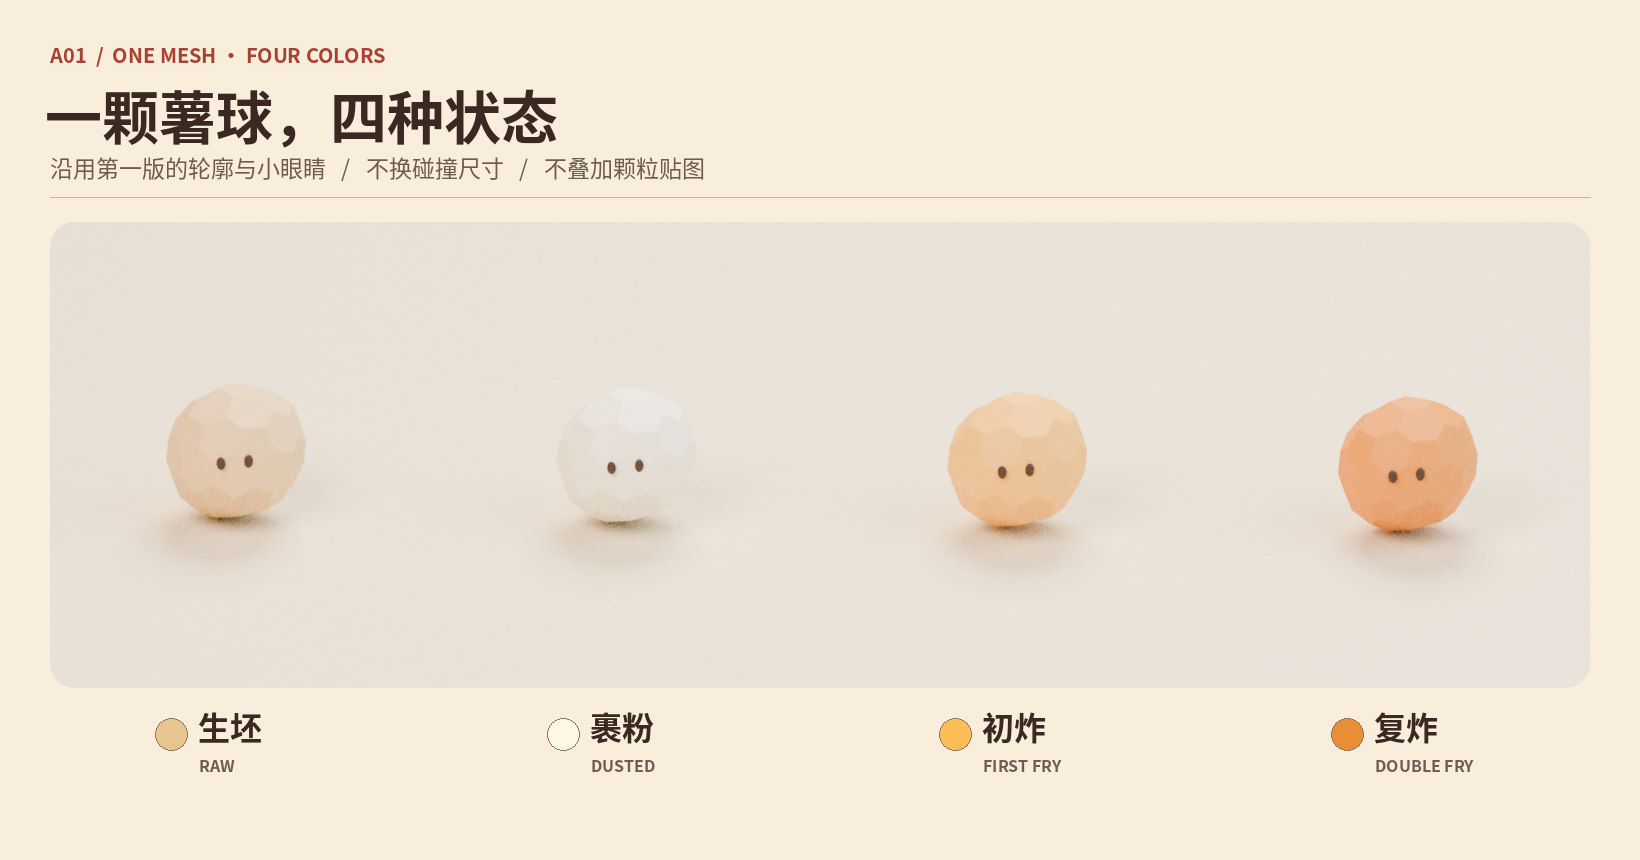 A01 / ONE MESH · FOUR COLORS
一颗薯球，四种状态
沿用第一版的轮廓与小眼睛 / 不换碰撞尺寸 / 不叠加颗粒贴图
生坯
RAW
裹粉
DUSTED
初炸
FIRST FRY
复炸
DOUBLE FRY